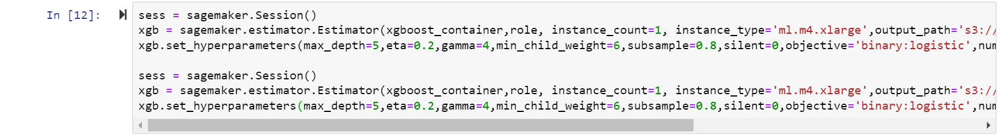 In [12]:
sess = sagemaker.Session()
xgb = sagemaker.estimator.Estimator(xgboost_container,role, instance_count=1, instance_type='ml.m4.xlarge',output_path='s3://
xgb.set_hyperparameters(max_depth=5,eta=0.2,gamma=4,min_child_weight=6,subsample=0.8,silent=0,objective='binary:logistic',num
sess = sagemaker.Session()
xgb = sagemaker.estimator.Estimator(xgboost_container,role, instance_count=1, instance_type='ml.m4.xlarge',output_path='s3://
xgb.set_hyperparameters(max_depth=5,eta=0.2,gamma=4,min_child_weight=6,subsample=0.8,silent=0,objective='binary:logistic',num